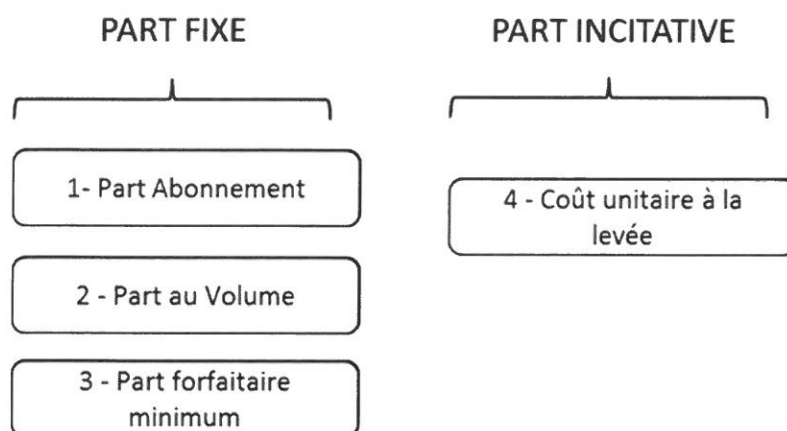 PART FIXE
1- Part Abonnement
2 - Part au Volume
3 - Part forfaitaire
minimum
PART INCITATIVE
4 - Coût unitaire à la
levée